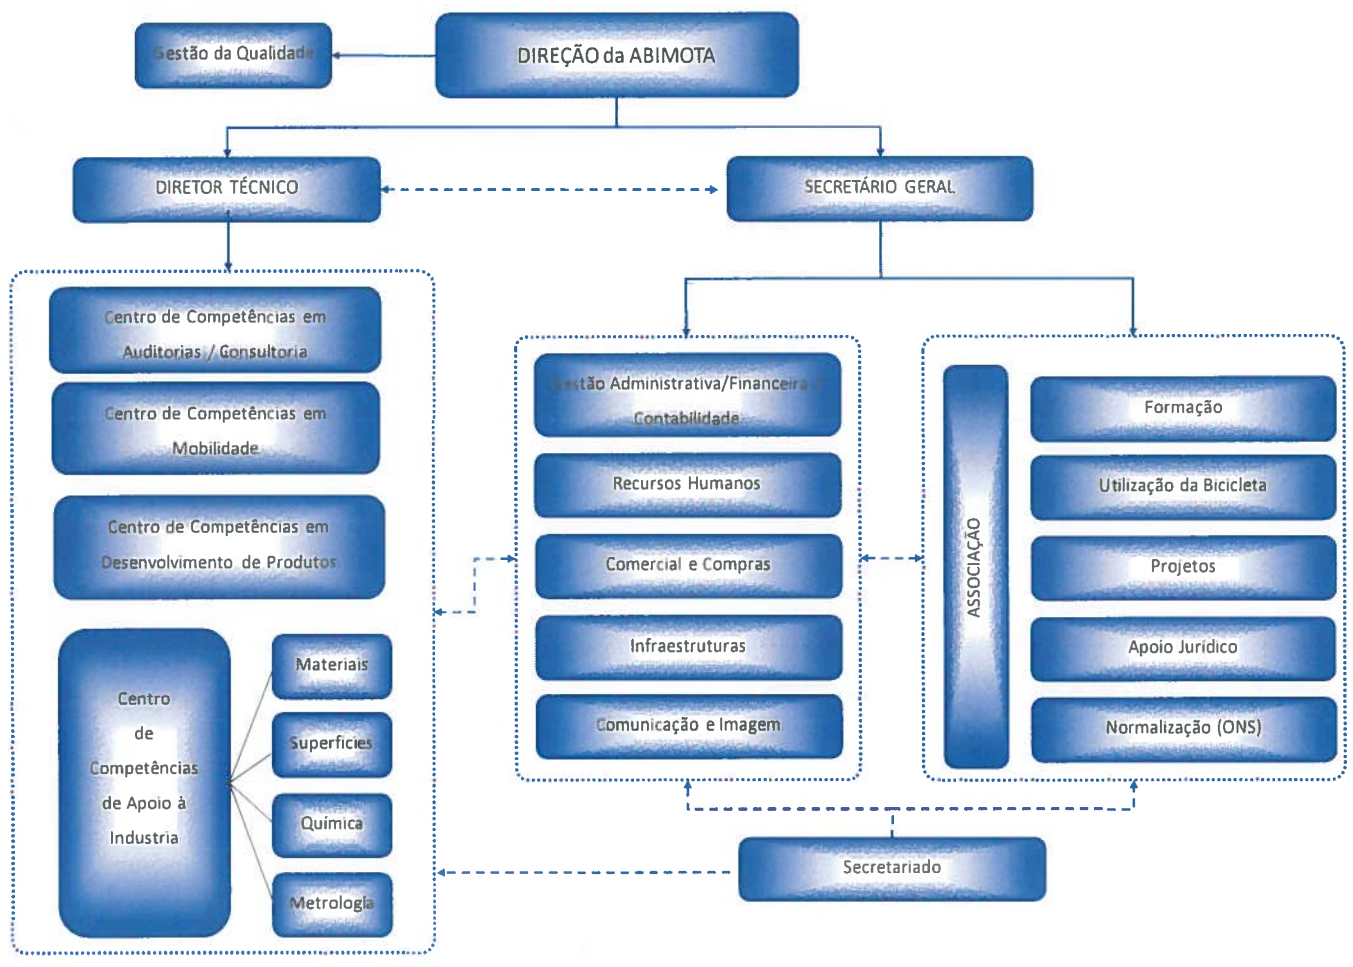 Gestão da Qualidade
DIREÇÃO da ABIMOTA
DIRETOR TÉCNICO
SECRETÁRIO GERAL
Centro de Competências em
Auditorias / Consultoria
Centro de Competências em
Mobilidade
Centro de Competências em
Desenvolvimento de Produtos
Centro
de
Competências
de Apoio à
Industria
Materiais
Superfícies
Química
Metrologia
Gestão Administrativa/Financeira /
Contabilidade
Recursos Humanos
Comercial e Compras
Infraestruturas
Comunicação e Imagem
ASSOCIAÇÃO
Formação
Utilização da Bicicleta
Projetos
Apoio Jurídico
Normalização (ONS)
Secretariado